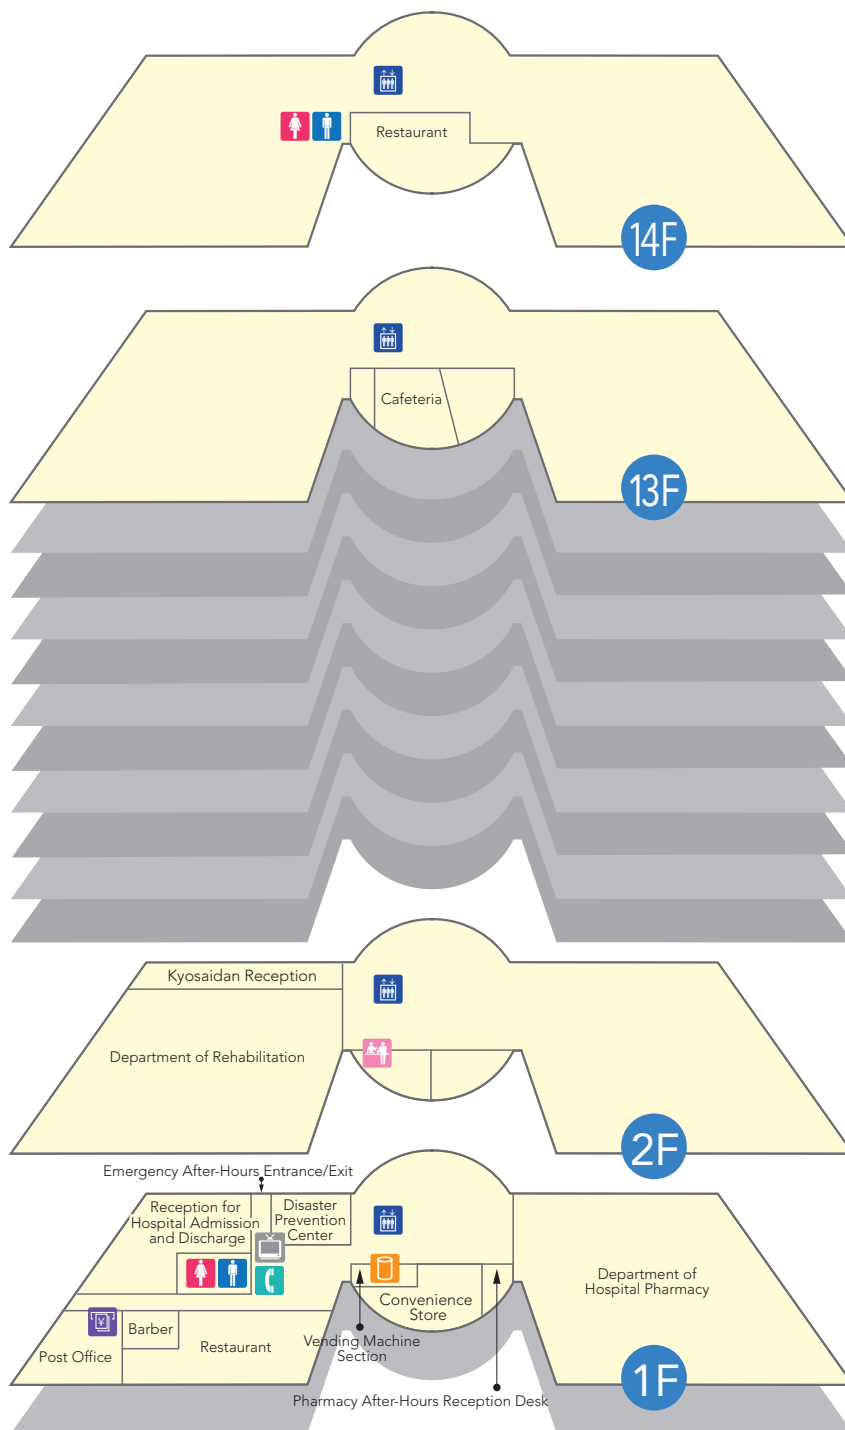 Restaurant
14F
Cafeteria
13F
Kyosaidan Reception
Department of Rehabilitation
2F
Emergency After-Hours Entrance/Exit
Reception for
Hospital Admission
and Discharge
Disaster
Prevention
Center
Department of
Hospital Pharmacy
Convenience
Store
¥
Post Office
Barber
Restaurant
Vending Machine
Section
1F
Pharmacy After-Hours Reception Desk